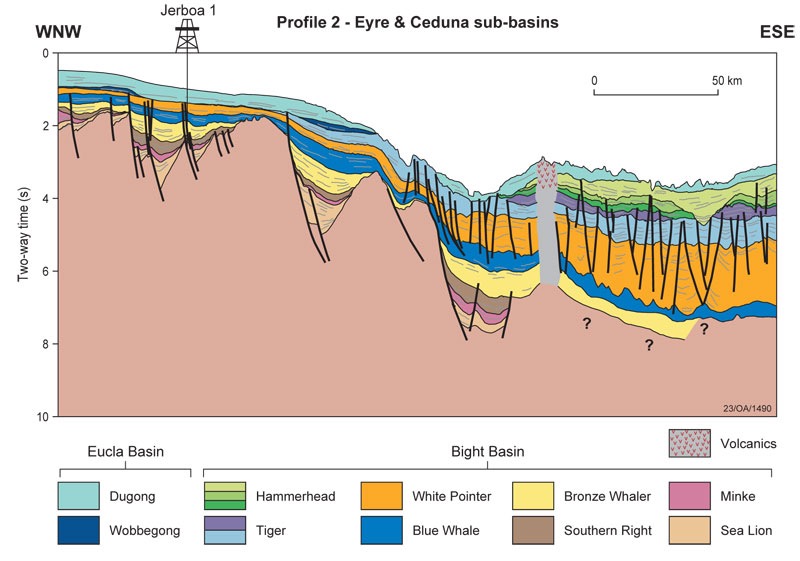 Jerboa 1
Profile 2 - Eyre & Ceduna sub-basins
WNW
ESE
0
2
4
6
8
10
Two-way time (s)
0
50 km
?
?
?
23/OA/1490
Volcanics
Eucla Basin
Bight Basin
Dugong
Hammerhead
White Pointer
Bronze Whaler
Minke
Wobbegong
Tiger
Blue Whale
Southern Right
Sea Lion